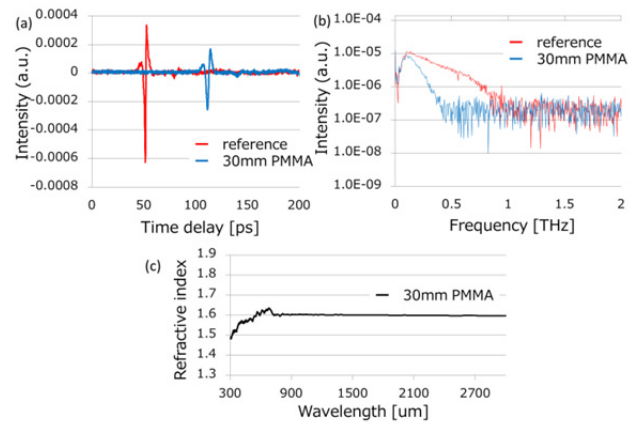 (a)
0.0004
0.0002
0
-0.0002
-0.0004
-0.0006
-0.0008
Intensity (a.u.)
reference
30mm PMMA
0 50 100 150 200
Time delay [ps]
(b)
1.0E-04
1.0E-05
1.0E-06
1.0E-07
1.0E-08
1.0E-09
Intensity (a.u.)
reference
30mm PMMA
0 0.5 1 1.5 2
Frequency [THz]
(c)
1.9
1.8
1.7
1.6
1.5
1.4
1.3
Refractive index
30mm PMMA
300 900 1500 2100 2700
Wavelength [um]